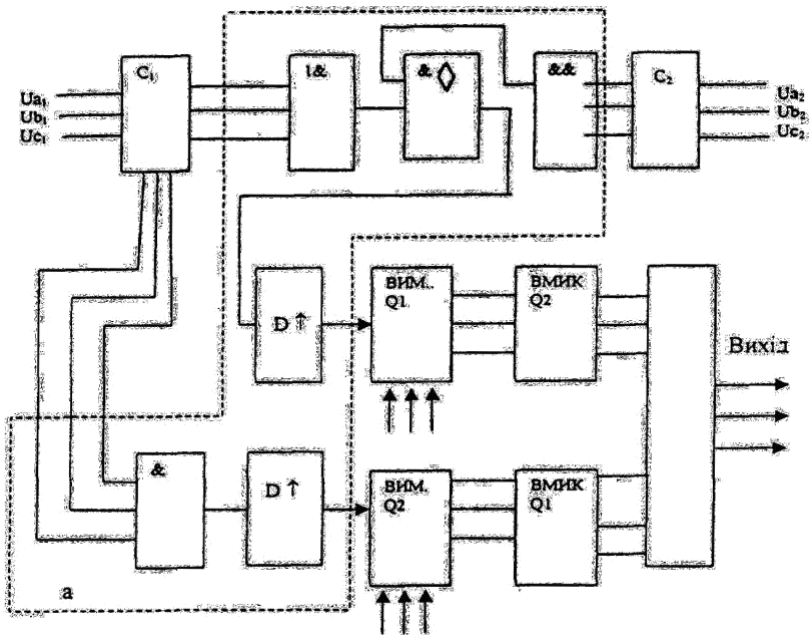 C₁
1&
&
&&
C₂
Ua₁
Ub₁
Uc₁
Ua₂
Ub₂
Uc₂
D ↑
ВИМ..
Q1
ВМИК
Q2
Вихід
&
D ↑
ВИМ.
Q2
ВМИК
Q1
а